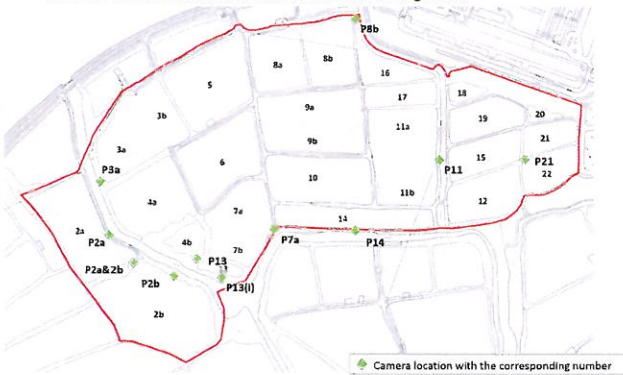 P8b
8a 8b
16
5
17
18
9a
20
3b
19
11a
21
9b
3a
6
15
P11
P21
P3a
10
22
4a
11b
12
7a
14
2a
P2a
4b
P7a
P14
7b
P13
P2a&2b
P2b
P13(i)
2b
Camera location with the corresponding number